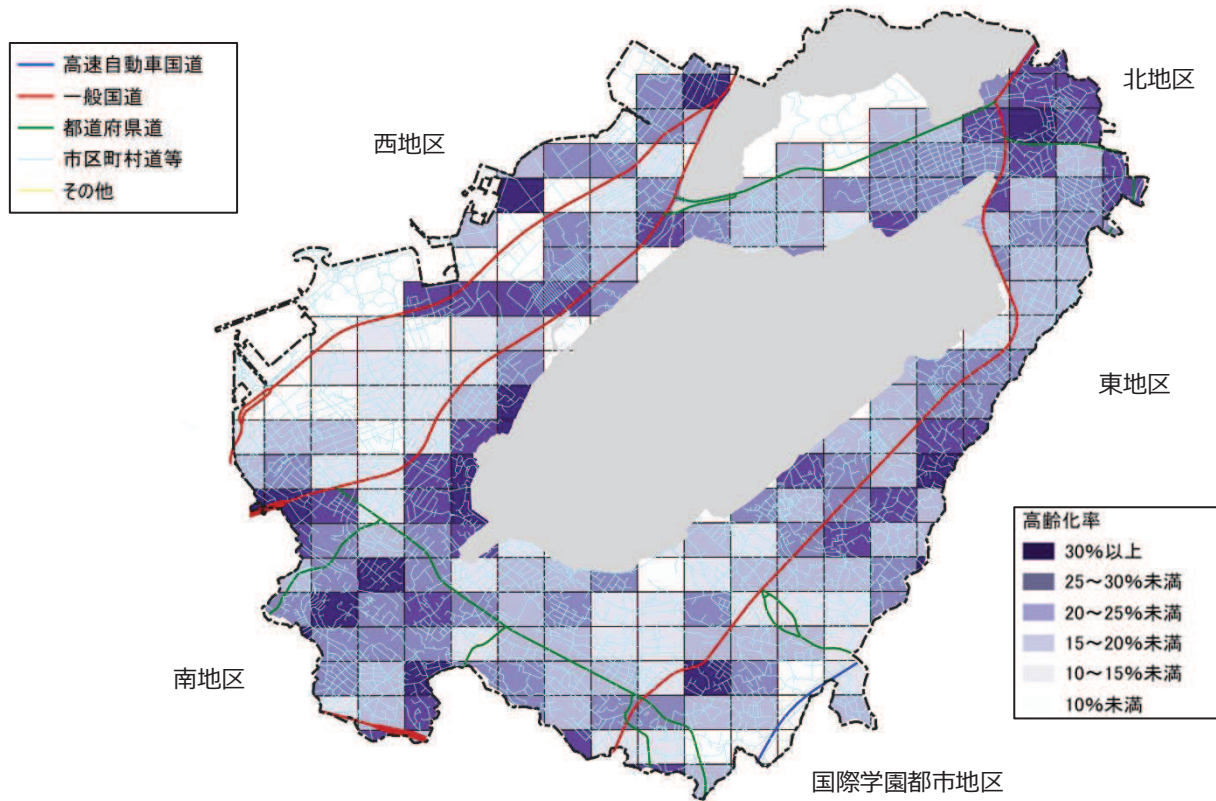 高速自動車国道
一般国道
都道府県道
市区町村道等
その他
北地区
西地区
東地区
高齢化率
30%以上
25～30%未満
20～25%未満
15～20%未満
10～15%未満
10%未満
南地区
国際学園都市地区